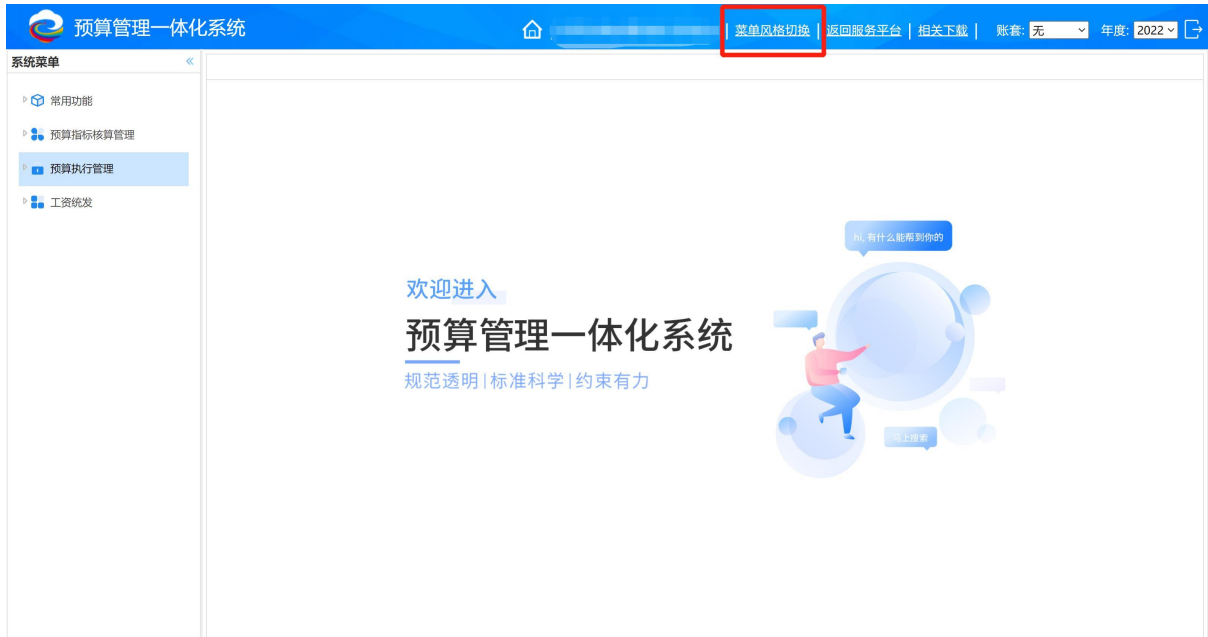 预算管理一体化系统
菜单风格切换 | 返回服务平台 | 相关下载 | 账套: 无 年度: 2022
系统菜单
常用功能
预算指标核算管理
预算执行管理
工资统发
hi, 有什么能帮到你的
欢迎进入
预算管理一体化系统
规范透明|标准科学|约束有力
马上搜索